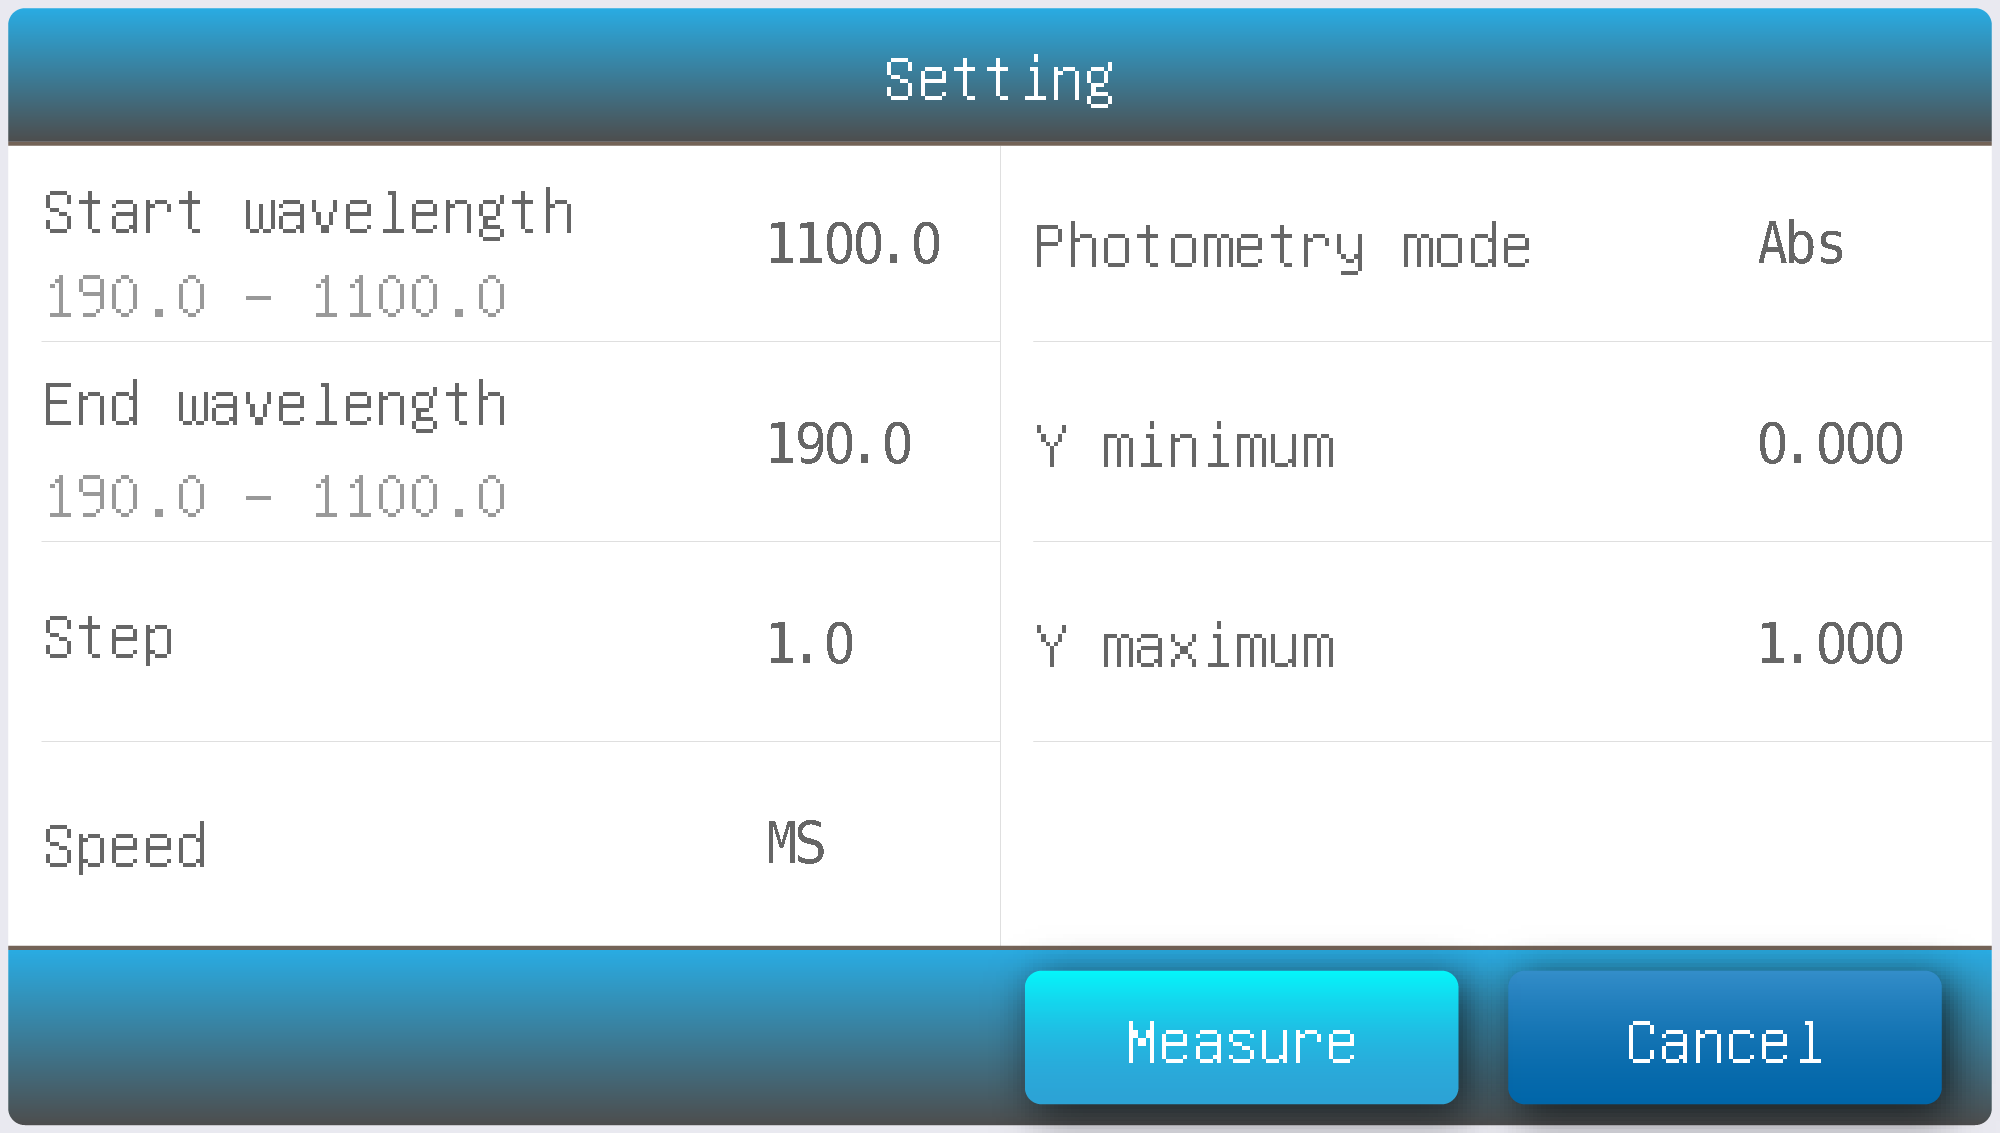 Setting
Start wavelength
190.0 - 1100.0
1100.0
End wavelength
190.0 - 1100.0
190.0
Step
1.0
Speed
MS
Photometry mode
Abs
Y minimum
0.000
Y maximum
1.000
Measure
Cancel